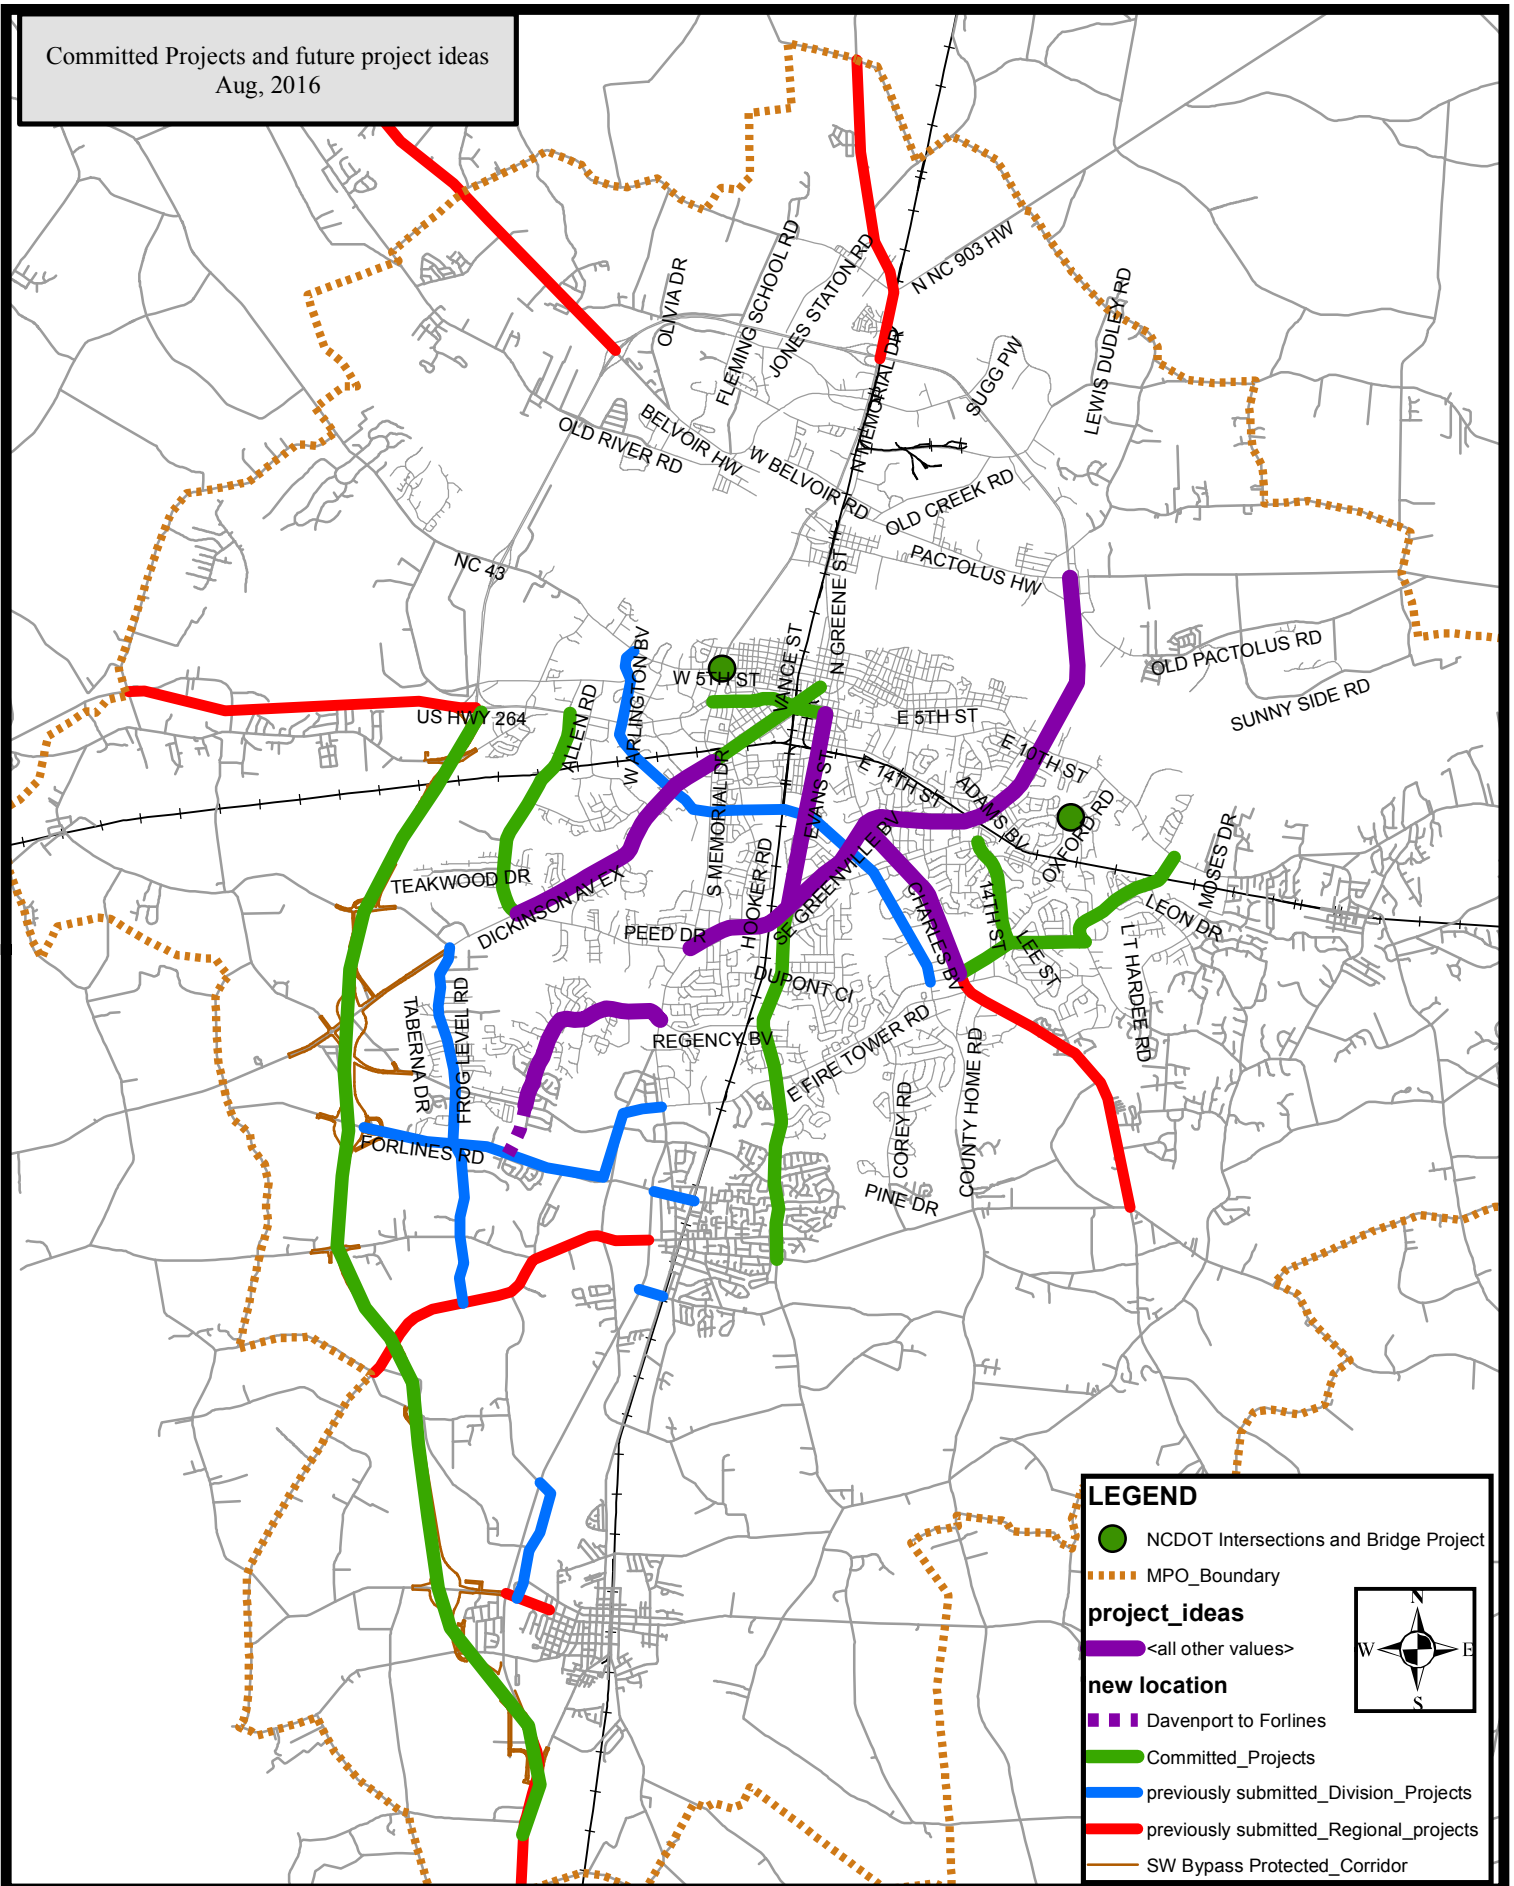 Committed Projects and future project ideas
Aug, 2016
N NC 903 HW
OLIVIA DR
FLEMING SCHOOL RD
JONES STATON RD
LEWIS DUDLEY RD
N MEMORIAL DR
SUGG PW
BELVOIR HW
OLD RIVER RD
W BELVOIR RD
OLD CREEK RD
NC 43
PACTOLUS HW
N GREENE ST
OLD PACTOLUS RD
SUNNY SIDE RD
W ARLINGTON BV
VANCE ST
W 5TH ST
US HWY 264
ALLEN RD
E 5TH ST
E 10TH ST
E 14TH ST
ADAMS BV
OXFORD RD
MOSES DR
S MEMORIAL DR
EVANS ST
SE GREENVILLE BV
HOOKER RD
TEAKWOOD DR
DICKINSON AV EX
CHARLES BV
14TH ST
LEE ST
LEON DR
LT HARDEE RD
PEED DR
DUPONT CI
REGENCY BV
E FIRE TOWER RD
TABERNA DR
FROG LEVEL RD
FORLINES RD
COREY RD
COUNTY HOME RD
PINE DR
LEGEND
NCDOT Intersections and Bridge Project
MPO_Boundary
project_ideas
<all other values>
new location
Davenport to Forlines
Committed_Projects
previously submitted_Division_Projects
previously submitted_Regional_projects
SW Bypass Protected_Corridor
N
W E
S